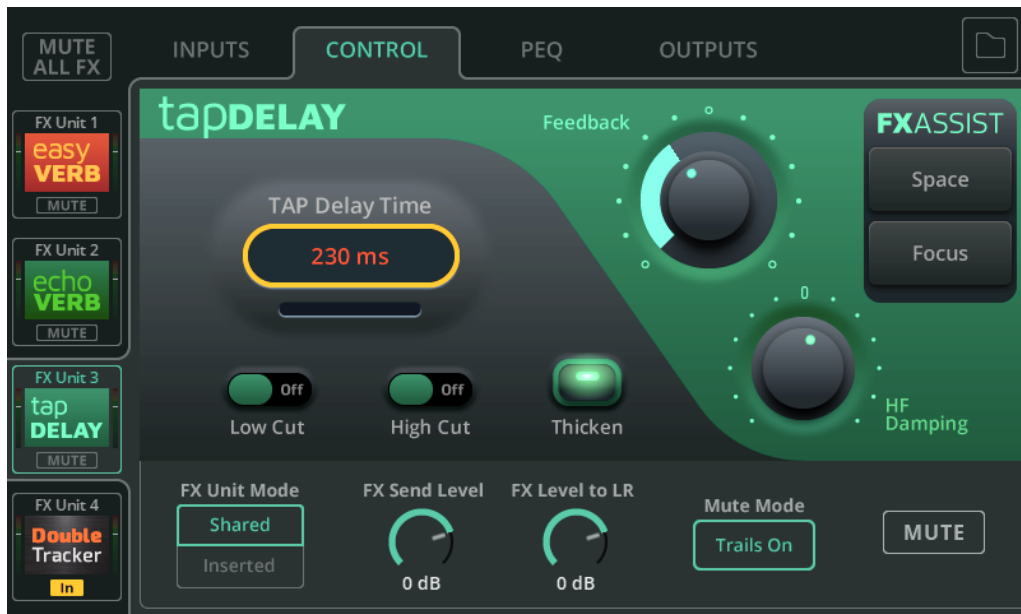 MUTE
ALL FX
INPUTS
CONTROL
PEQ
OUTPUTS
FX Unit 1
easy
VERB
MUTE
FX Unit 2
echo
VERB
MUTE
FX Unit 3
tap
DELAY
MUTE
FX Unit 4
Double
Tracker
In
tapDELAY
Feedback
0
FXASSIST
Space
Focus
TAP Delay Time
230 ms
0
HF
Damping
Off
Low Cut
Off
High Cut
Thicken
FX Unit Mode
Shared
Inserted
FX Send Level
0 dB
FX Level to LR
0 dB
Mute Mode
Trails On
MUTE